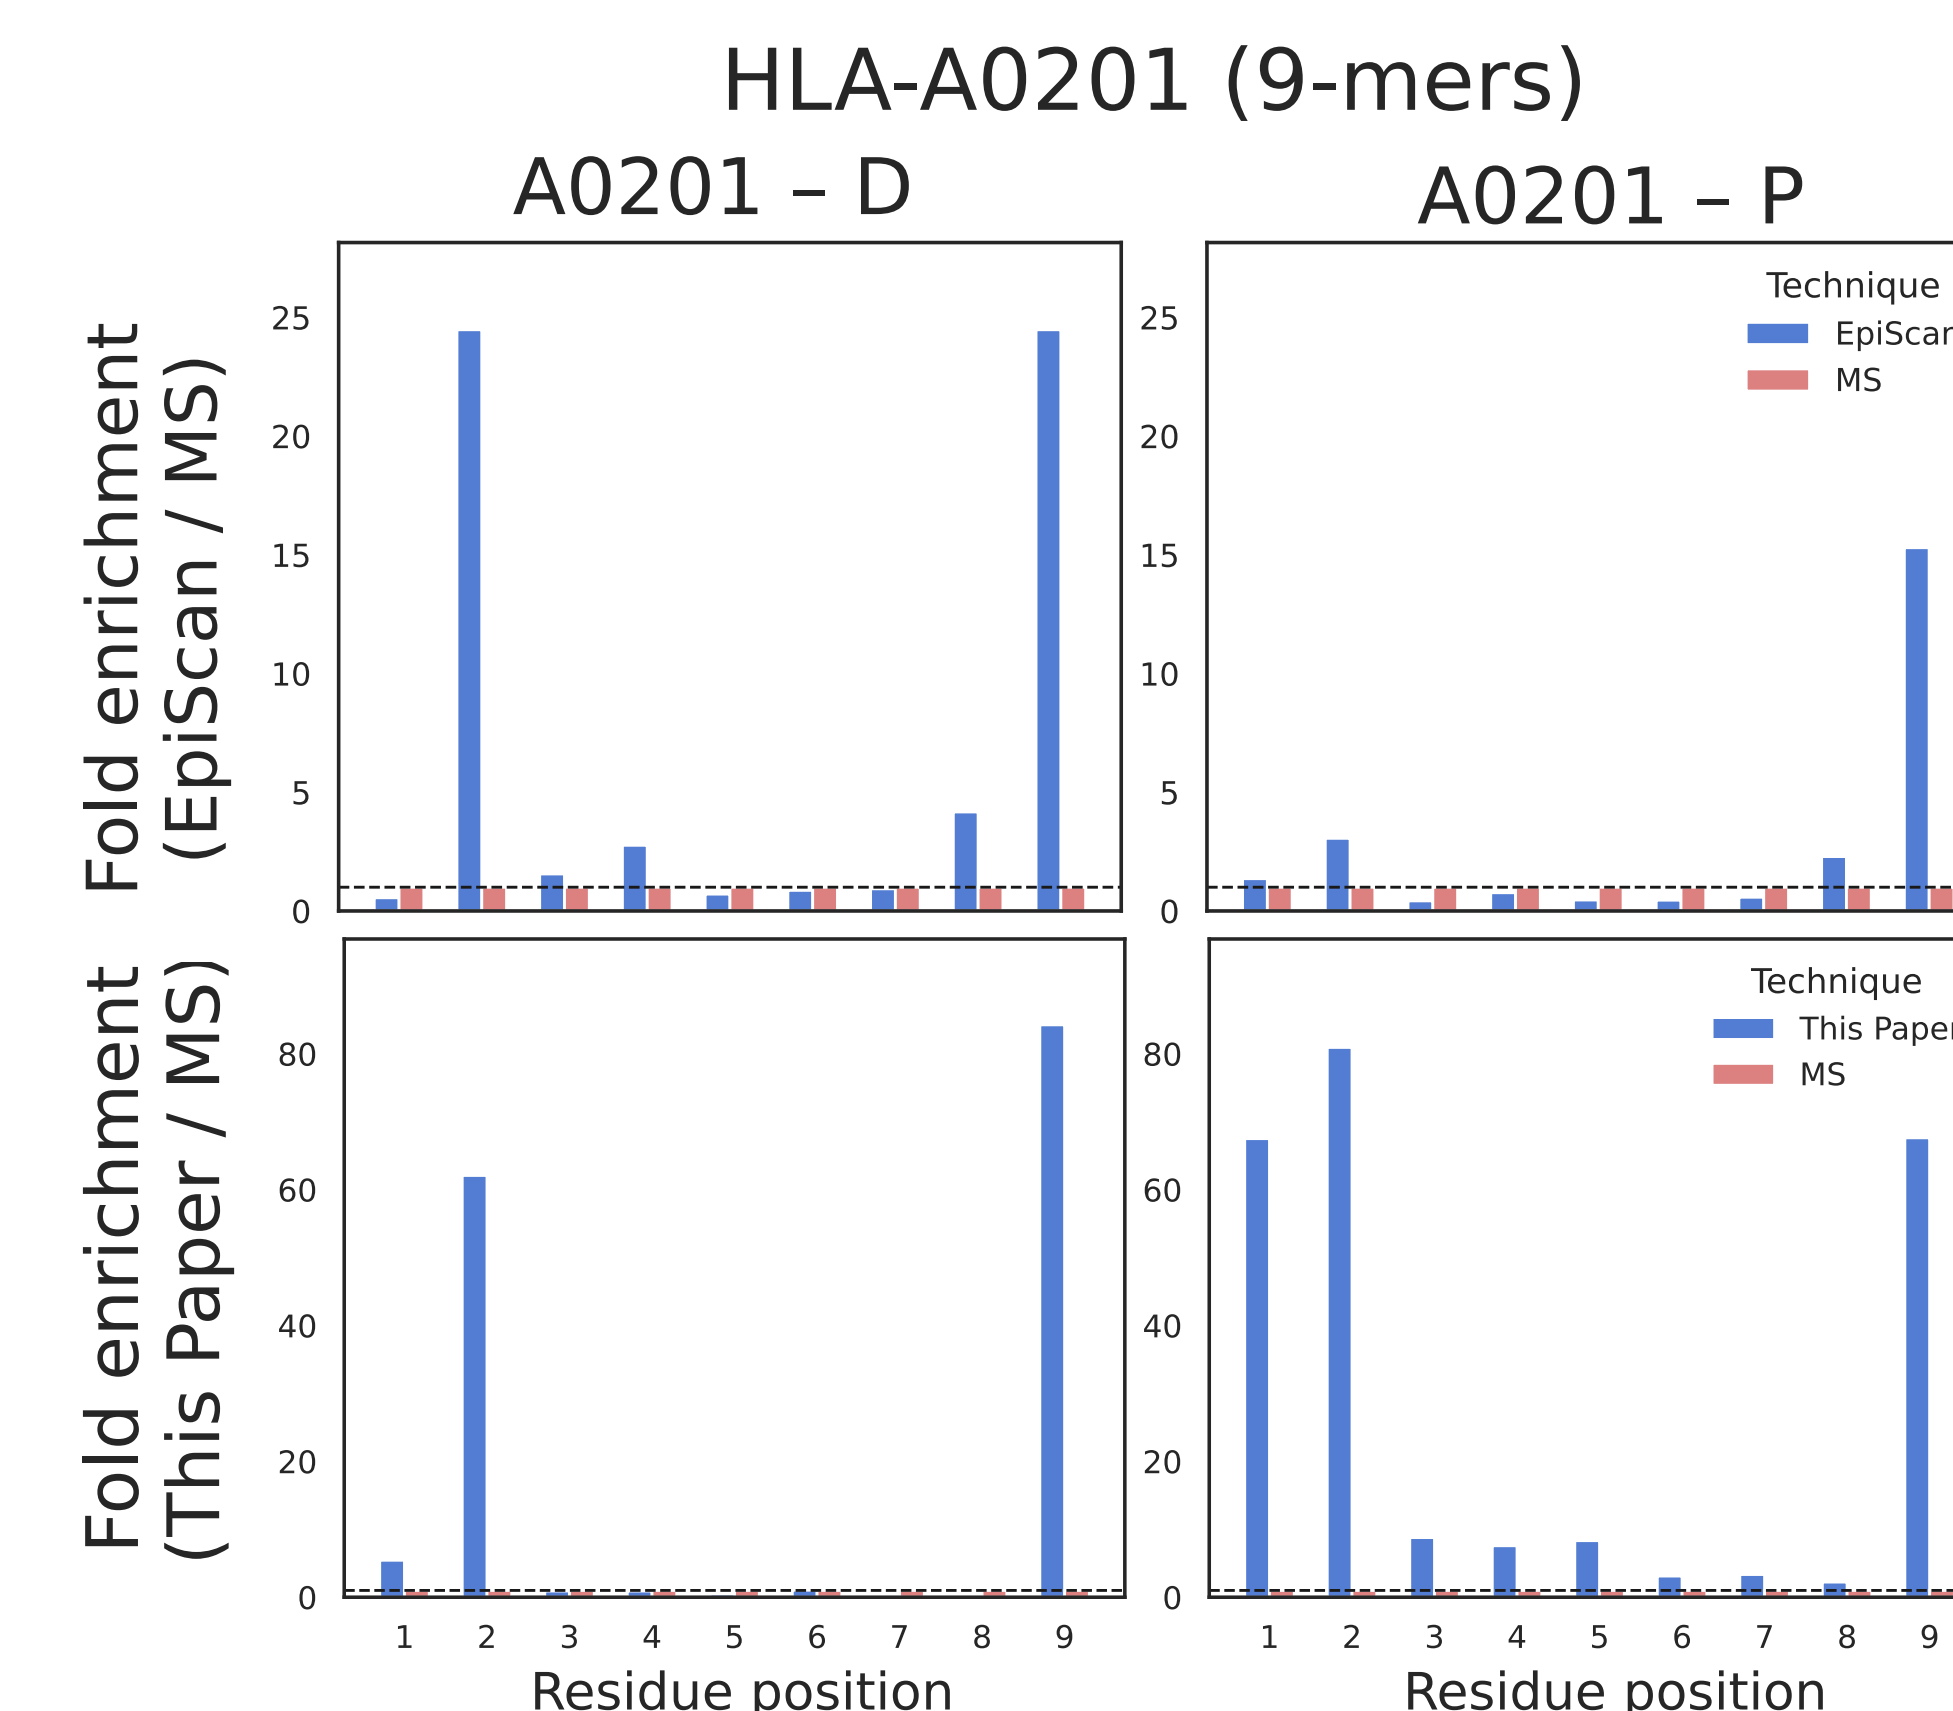 HLA-A0201 (9-mers)
A0201 – D
A0201 – P
Fold enrichment
(EpiScan / MS)
25
20
15
10
5
0
25
20
15
10
5
0
Technique
EpiScan
MS
Fold enrichment
(This Paper / MS)
80
60
40
20
0
1 2 3 4 5 6 7 8 9
Residue position
80
60
40
20
0
Technique
This Paper
MS
1 2 3 4 5 6 7 8 9
Residue position